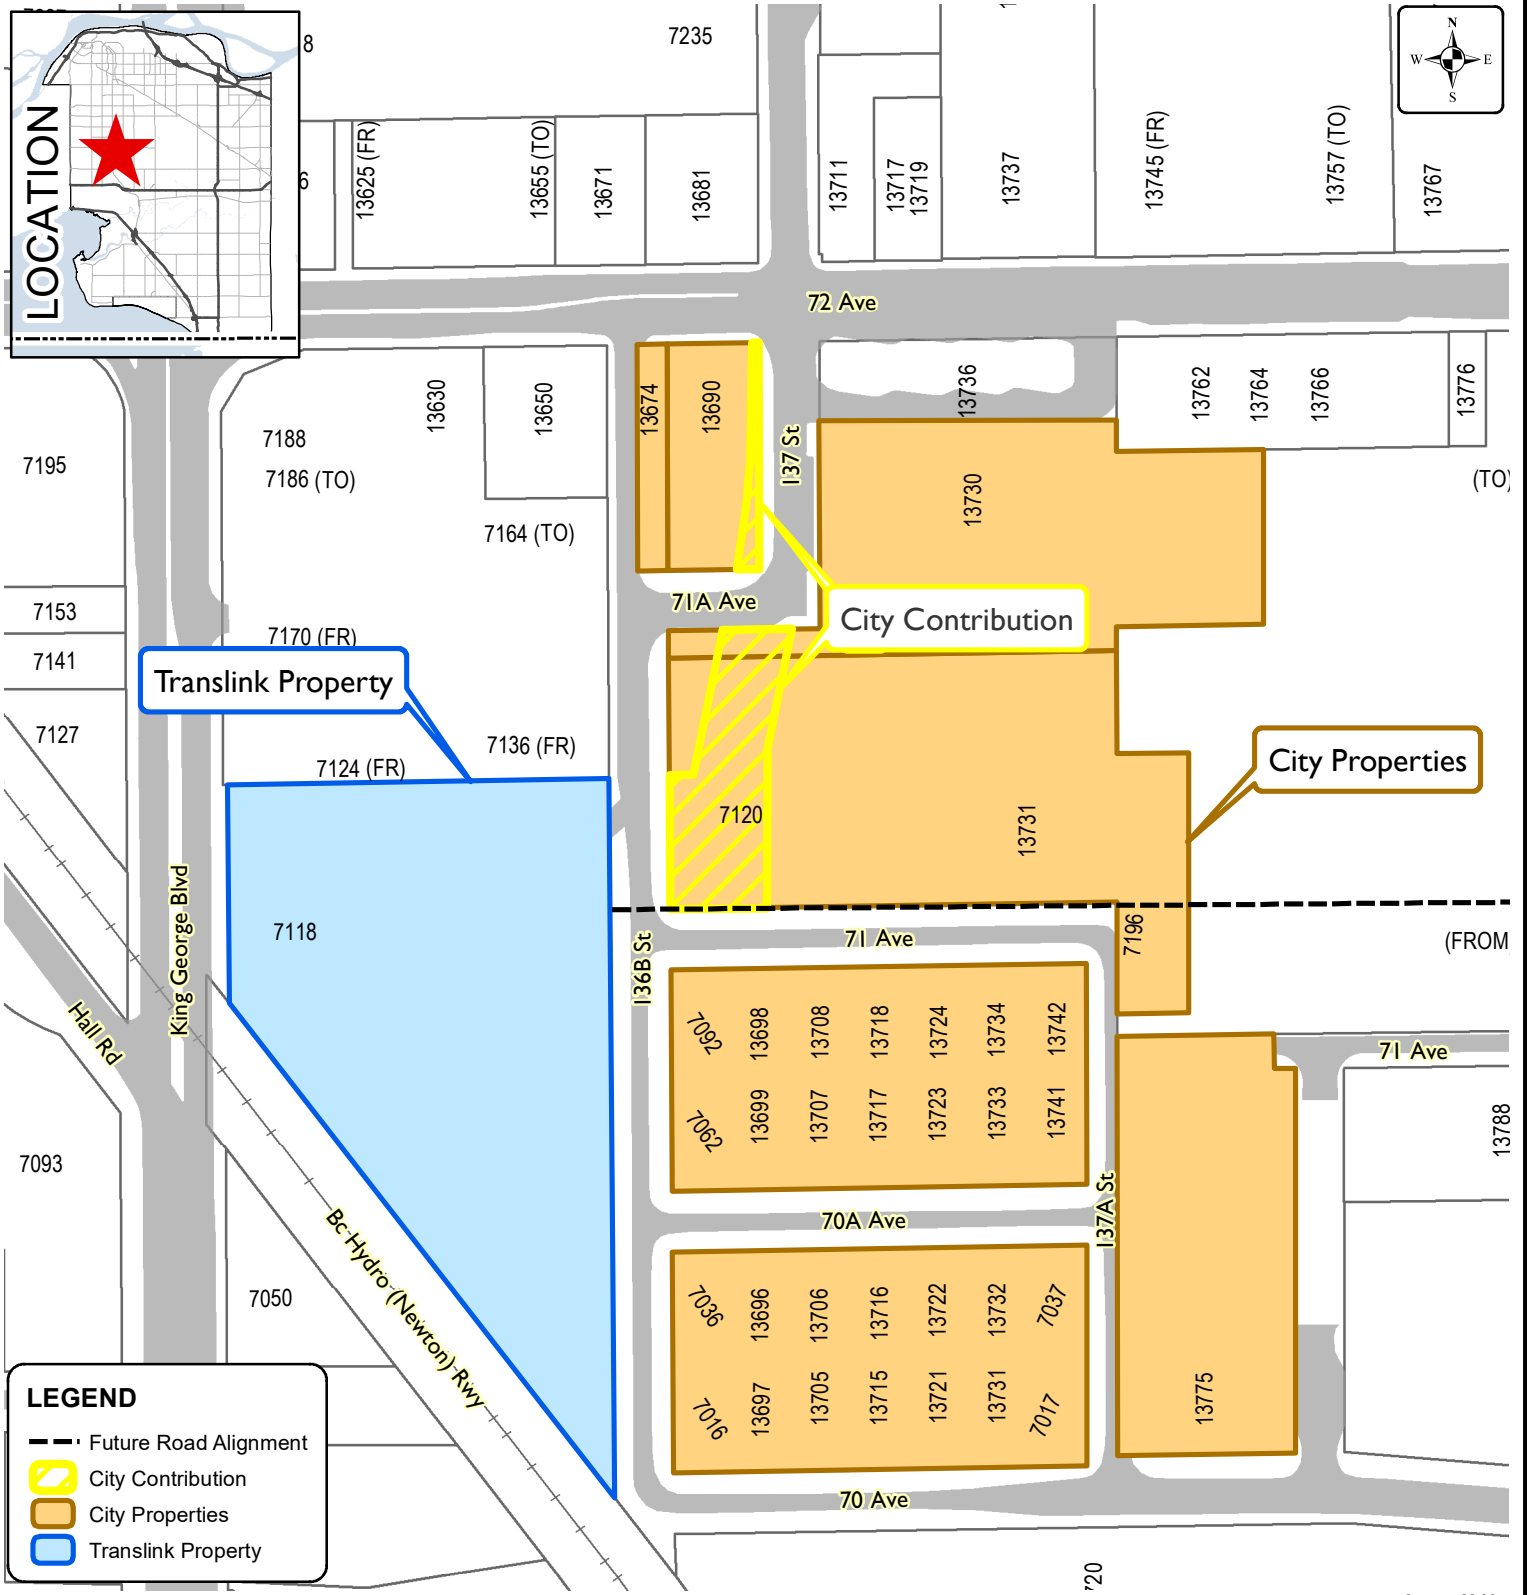 LOCATION
8
6
7235
N
W E
S
13625 (FR)
13655 (TO)
13671
13681
13711
13717
13719
13737
13745 (FR)
13757 (TO)
13767
72 Ave
7195
7188
7186 (TO)
13630
13650
7164 (TO)
13674
13690
137 St
13736
13730
13762
13764
13766
13776
(TO)
7153
7141
7127
7170 (FR)
71A Ave
City Contribution
Translink Property
7136 (FR)
7124 (FR)
City Properties
7120
13731
7118
King George Blvd
Hall Rd
136B St
71 Ave
7196
(FROM
7092
13698
13708
13718
13724
13734
13742
7062
13699
13707
13717
13723
13733
13741
71 Ave
13788
7093
137A St
70A Ave
Bc Hydro (Newton) Rwy
7050
7036
13696
13706
13716
13722
13732
7037
7016
13697
13705
13715
13721
13731
7017
13775
70 Ave
720
LEGEND
Future Road Alignment
City Contribution
City Properties
Translink Property